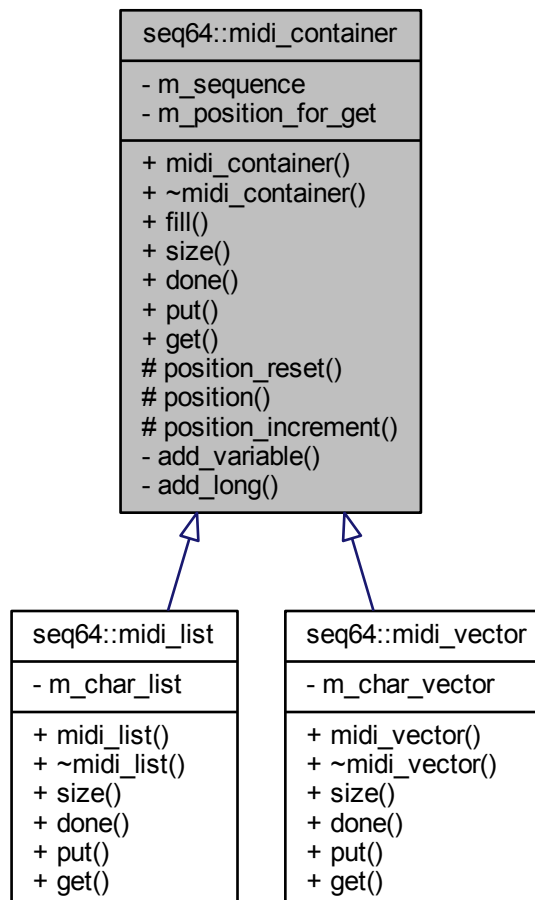 seq64::midi_container
- m_sequence
- m_position_for_get
+ midi_container()
+ ~midi_container()
+ fill()
+ size()
+ done()
+ put()
+ get()
# position_reset()
# position()
# position_increment()
- add_variable()
- add_long()
seq64::midi_list
- m_char_list
+ midi_list()
+ ~midi_list()
+ size()
+ done()
+ put()
+ get()
seq64::midi_vector
- m_char_vector
+ midi_vector()
+ ~midi_vector()
+ size()
+ done()
+ put()
+ get()